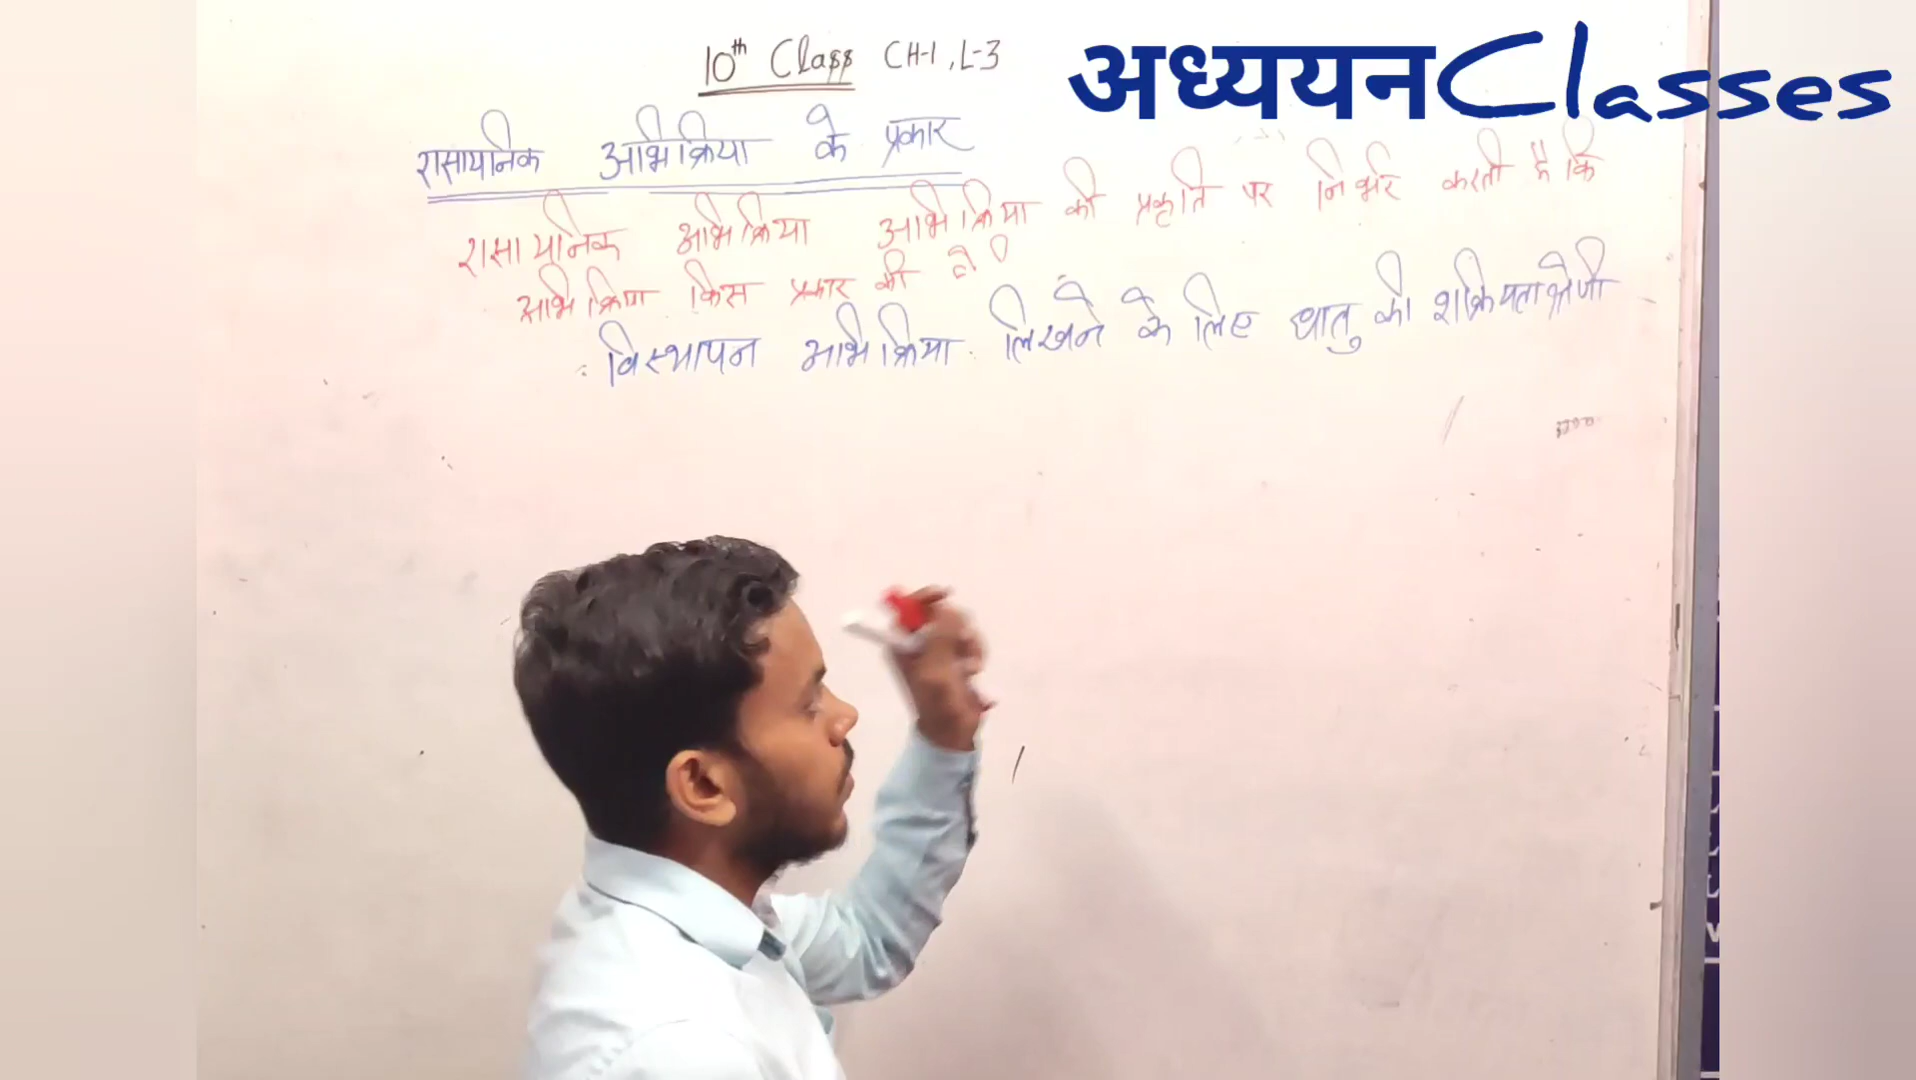 10th Class CH-1, L-3
अध्ययनClasses
रासायनिक अभिक्रिया के प्रकार
रासायनिक अभिक्रिया अभिक्रिया की प्रकृति पर निर्भर करती है कि
अभिक्रिया किस प्रकार की है।
विस्थापन अभिक्रिया लिखने के लिए धातु की शक्रियता श्रेणी